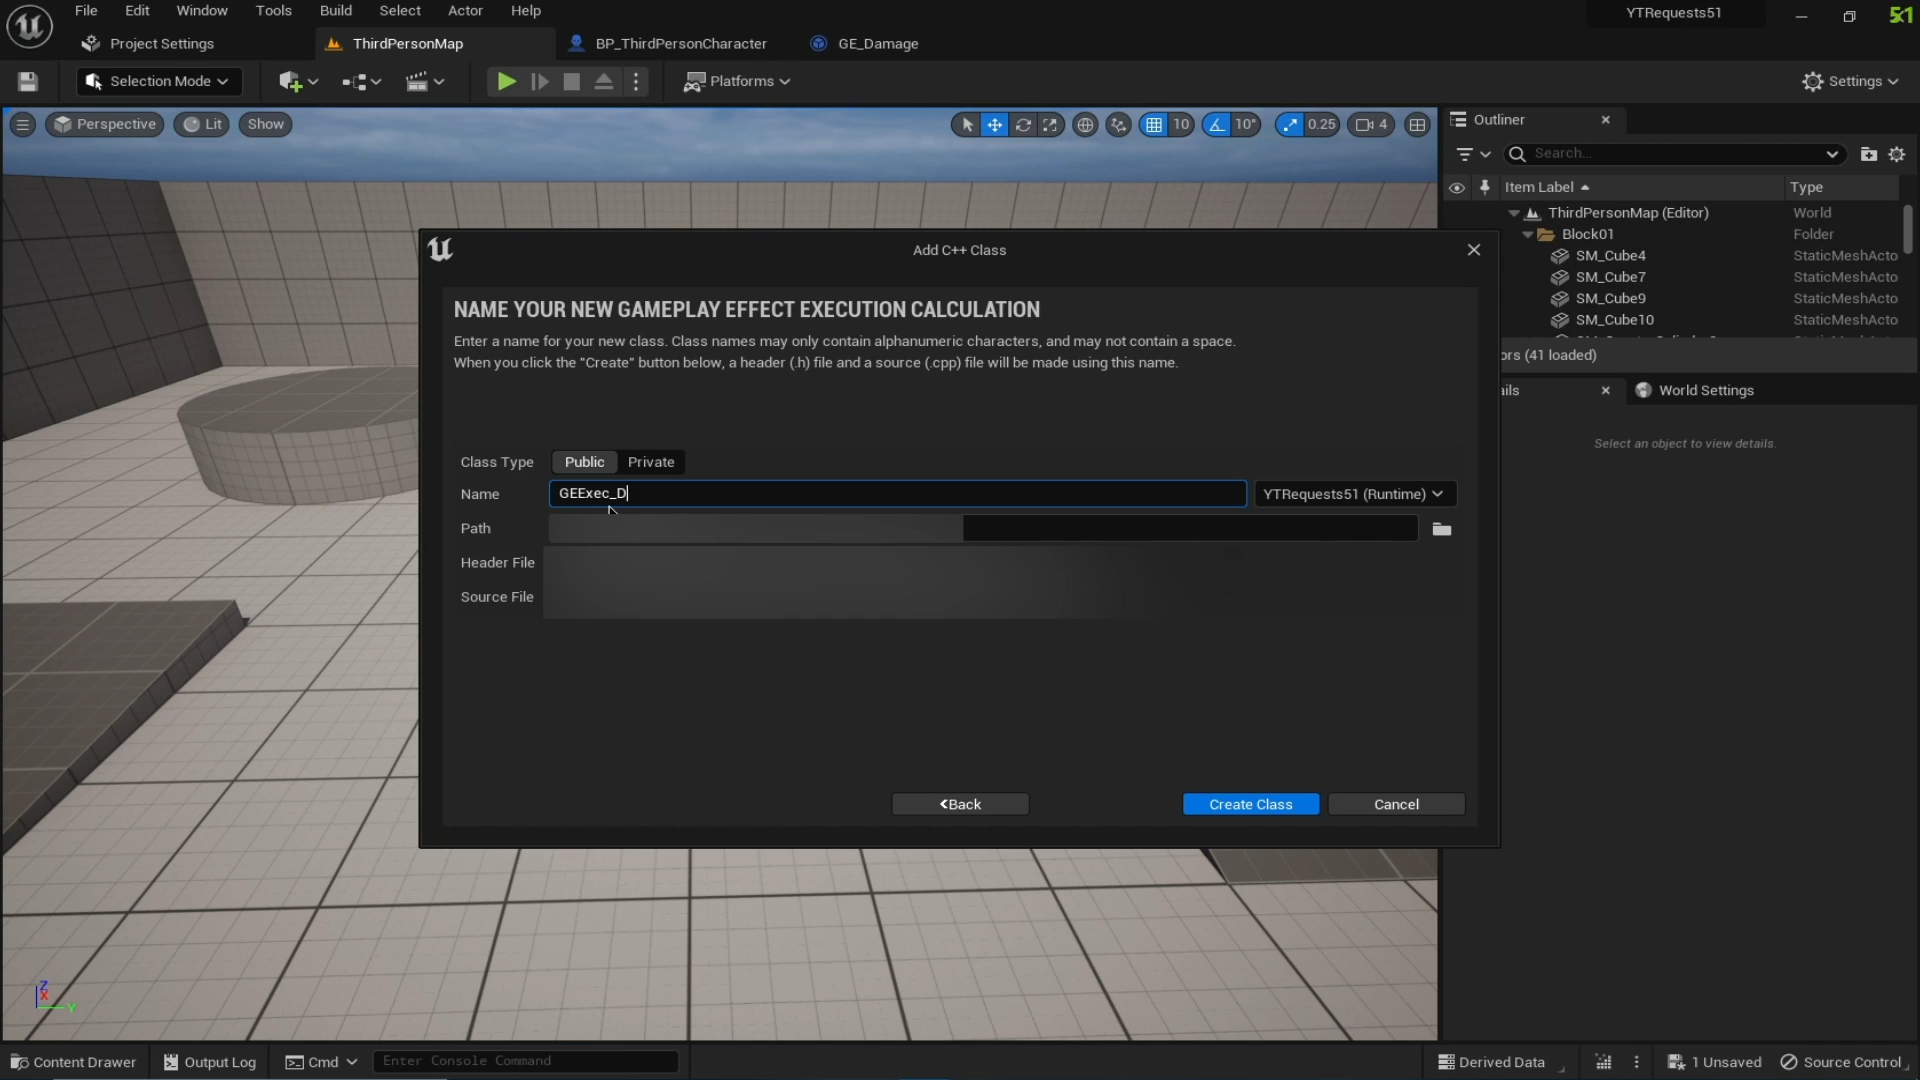 File Edit Window Tools Build Select Actor Help
YTRequests51
Project Settings ThirdPersonMap BP_ThirdPersonCharacter GE_Damage
Selection Mode Platforms Settings
Perspective Lit Show 10 10° 0.25 4
Outliner
Search...
Item Label Type
ThirdPersonMap (Editor) World
Block01 Folder
SM_Cube4 StaticMeshActo
SM_Cube7 StaticMeshActo
SM_Cube9 StaticMeshActo
SM_Cube10 StaticMeshActo
ors (41 loaded)
ails World Settings
Select an object to view details.
Add C++ Class
NAME YOUR NEW GAMEPLAY EFFECT EXECUTION CALCULATION
Enter a name for your new class. Class names may only contain alphanumeric characters, and may not contain a space.
When you click the "Create" button below, a header (.h) file and a source (.cpp) file will be made using this name.
Class Type Public Private
Name GEExec_D YTRequests51 (Runtime)
Path
Header File
Source File
Back Create Class Cancel
Z
X
Y
Content Drawer Output Log Cmd Enter Console Command Derived Data 1 Unsaved Source Control